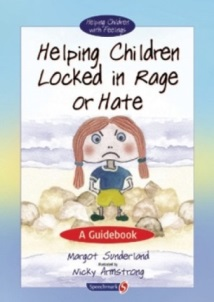 Helping Children
with Feelings
Helping Children
Locked in Rage
or Hate
A Guidebook
Margot Sunderland
Illustrated by
Nicky Armstrong
Speechmark